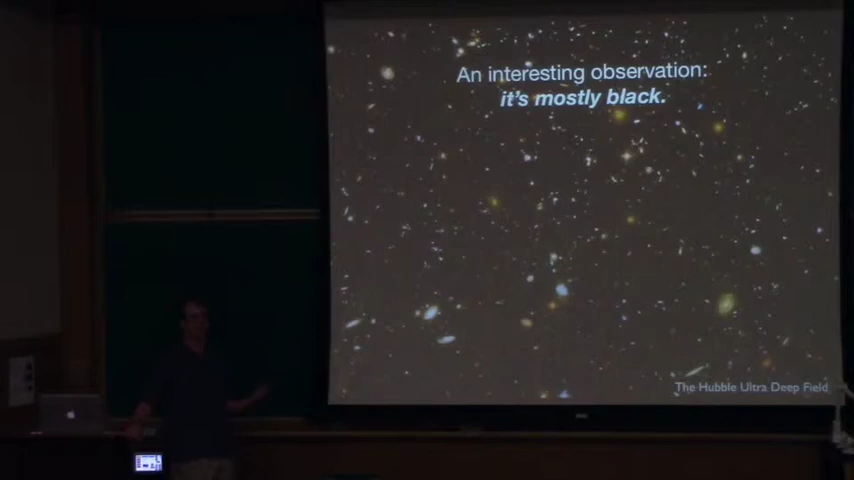 An interesting observation:
it's mostly black.
The Hubble Ultra Deep Field